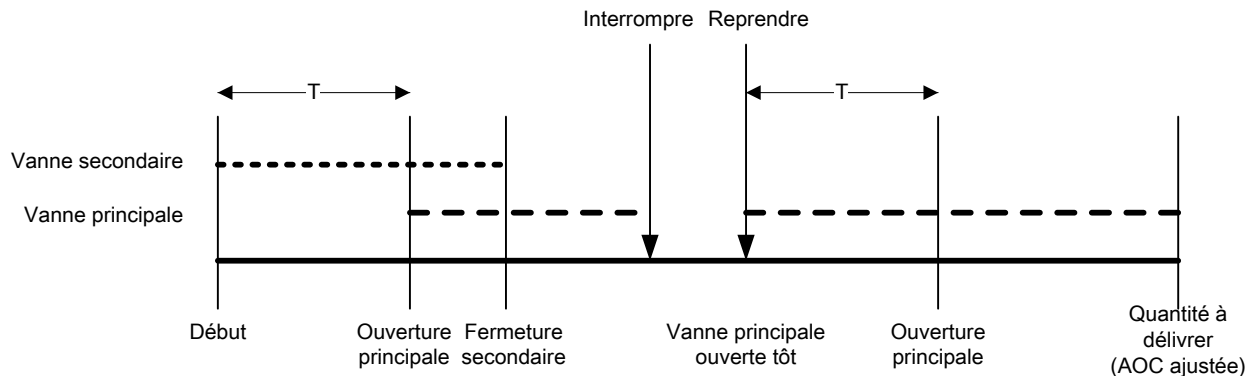 Interrompre
Reprendre
T
T
Vanne secondaire
Vanne principale
Début
Ouverture
principale
Fermeture
secondaire
Vanne principale
ouverte tôt
Ouverture
principale
Quantité à
délivrer
(AOC ajustée)